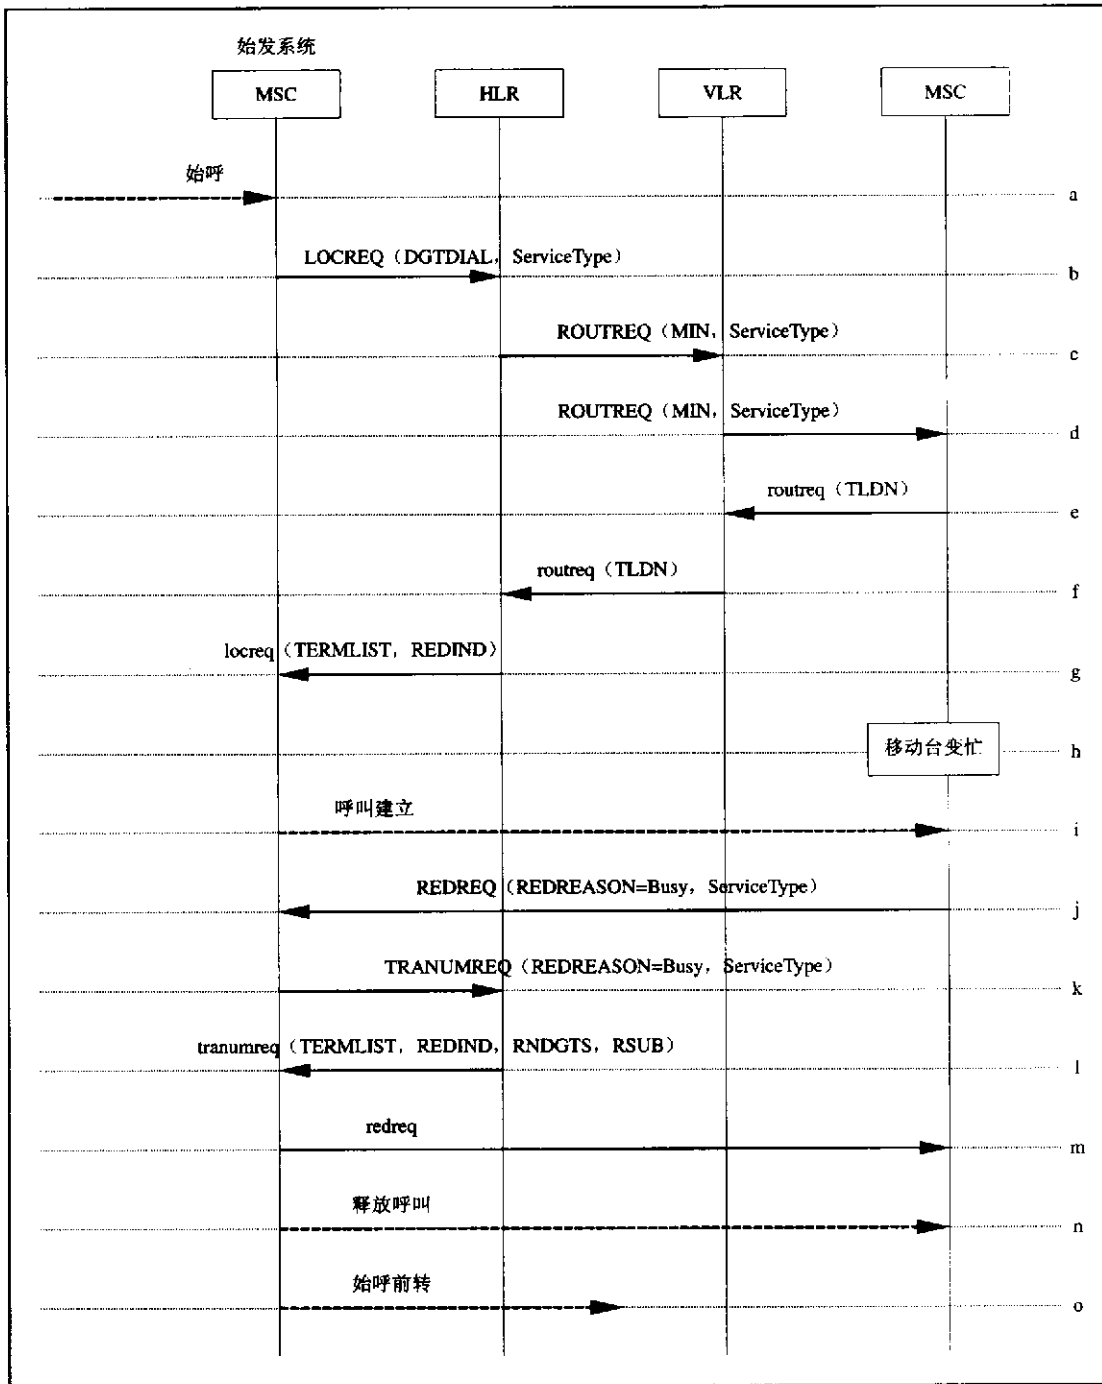 始发系统
MSC HLR VLR MSC
始呼
a
LOCREQ（DGTDIAL，ServiceType）
b
ROUTREQ（MIN，ServiceType）
c
ROUTREQ（MIN，ServiceType）
d
routreq（TLDN）
e
routreq（TLDN）
f
locreq（TERMLIST，REDIND）
g
移动台变忙
h
呼叫建立
i
REDREQ（REDREASON=Busy，ServiceType）
j
TRANUMREQ（REDREASON=Busy，ServiceType）
k
tranumreq（TERMLIST，REDIND，RNDGTS，RSUB）
l
redreq
m
释放呼叫
n
始呼前转
o